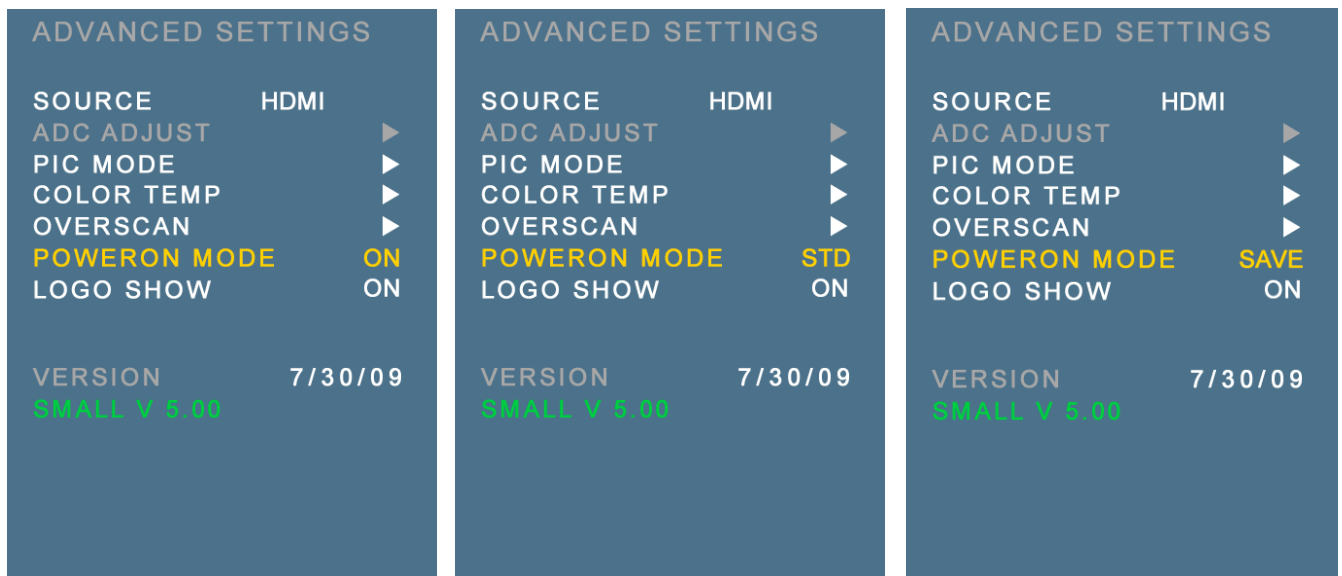 ADVANCED SETTINGS
SOURCE HDMI
ADC ADJUST ▶
PIC MODE ▶
COLOR TEMP ▶
OVERSCAN ▶
POWERON MODE ON
LOGO SHOW ON
VERSION 7/30/09
SMALL V 5.00
ADVANCED SETTINGS
SOURCE HDMI
ADC ADJUST ▶
PIC MODE ▶
COLOR TEMP ▶
OVERSCAN ▶
POWERON MODE STD
LOGO SHOW ON
VERSION 7/30/09
SMALL V 5.00
ADVANCED SETTINGS
SOURCE HDMI
ADC ADJUST ▶
PIC MODE ▶
COLOR TEMP ▶
OVERSCAN ▶
POWERON MODE SAVE
LOGO SHOW ON
VERSION 7/30/09
SMALL V 5.00